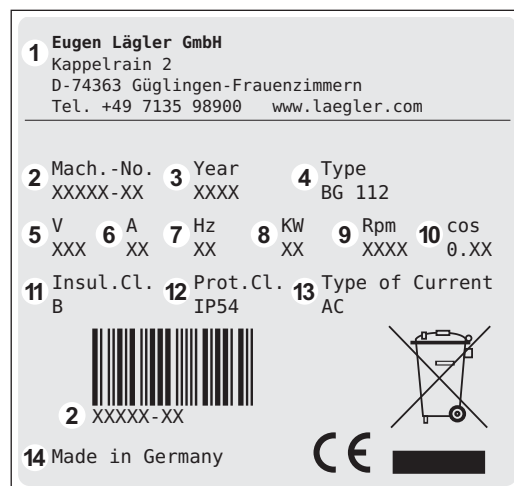 1 Eugen Lägler GmbH
Kappelrain 2
D-74363 Güglingen-Frauenzimmern
Tel. +49 7135 98900 www.laegler.com
2 Mach.-No. 3 Year 4 Type
XXXXX-XX XXXX BG 112
5 V 6 A 7 Hz 8 KW 9 Rpm 10 cos
XXX XX XX XX XXXX 0.XX
11 Insul.Cl. 12 Prot.Cl. 13 Type of Current
B IP54 AC
2 XXXXX-XX
14 Made in Germany CE